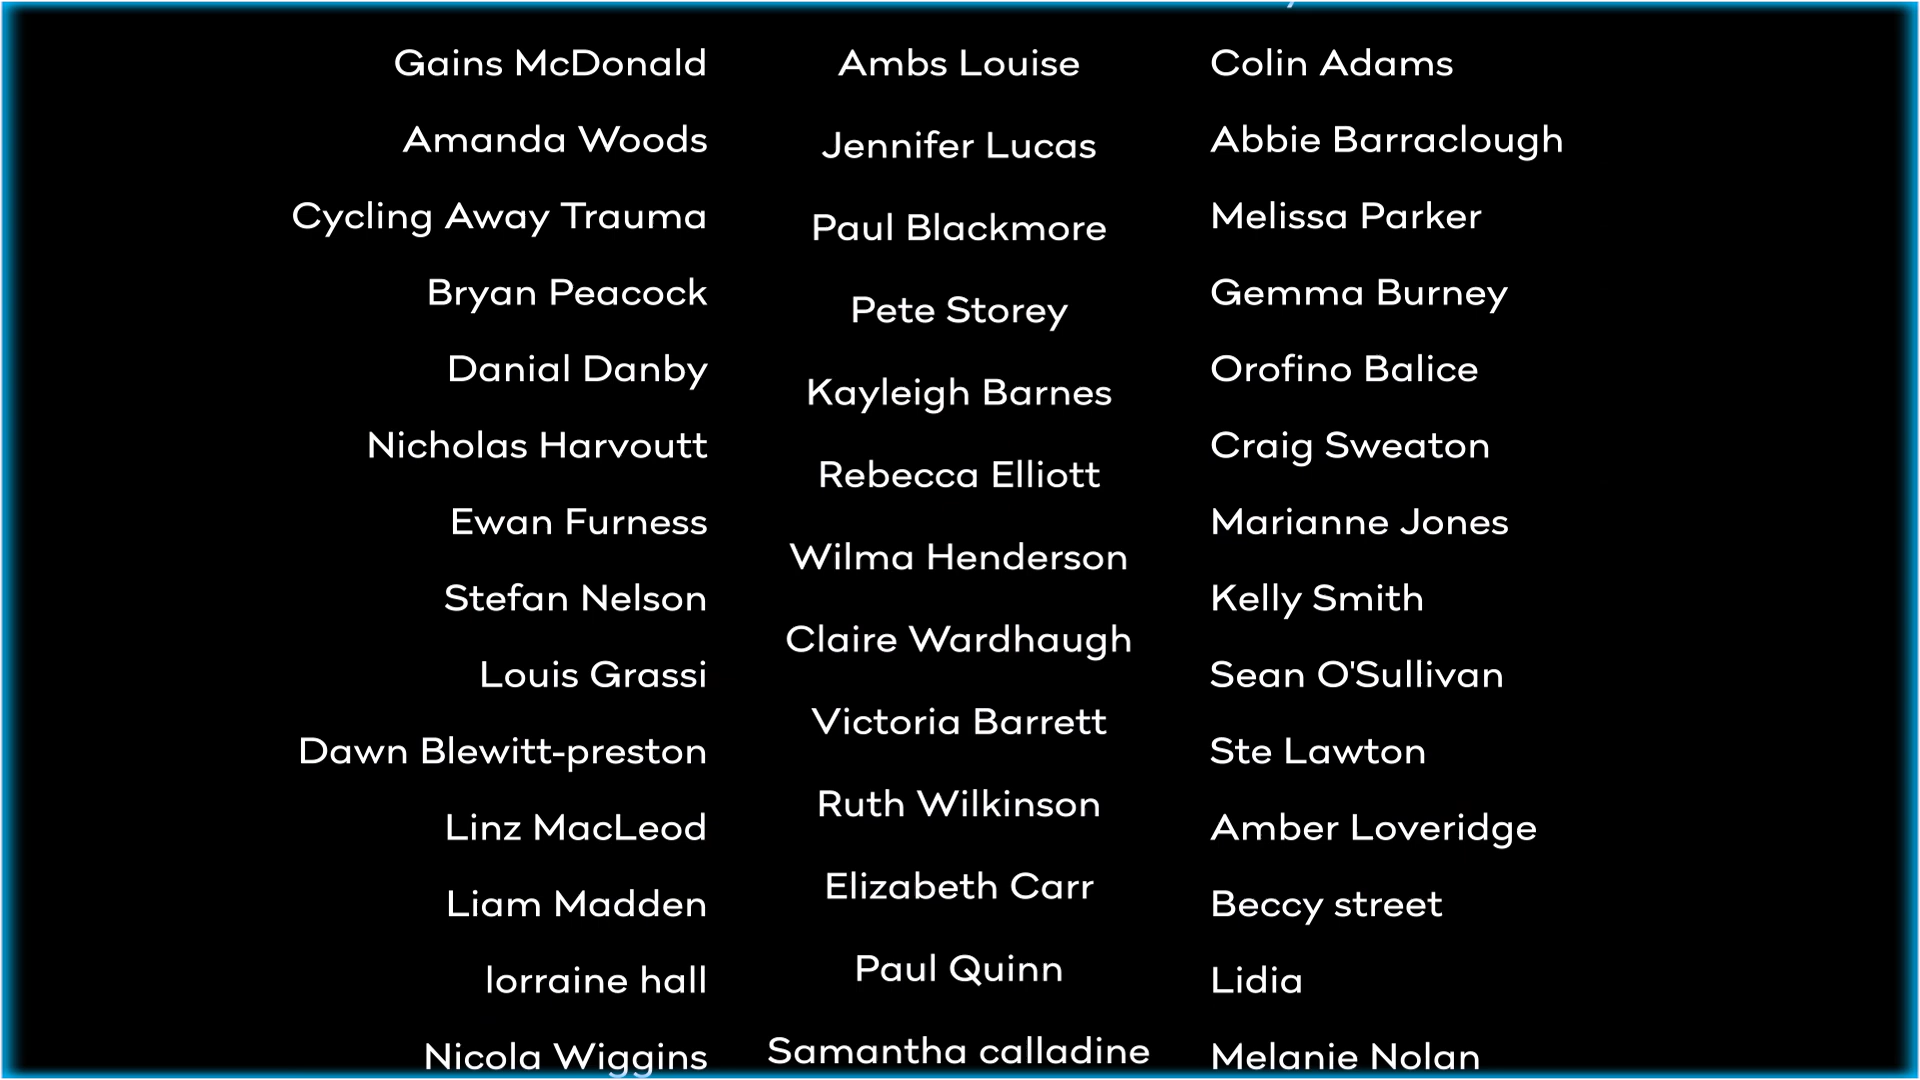 Gains McDonald
Amanda Woods
Cycling Away Trauma
Bryan Peacock
Danial Danby
Nicholas Harvoutt
Ewan Furness
Stefan Nelson
Louis Grassi
Dawn Blewitt-preston
Linz MacLeod
Liam Madden
lorraine hall
Nicola Wiggins
Ambs Louise
Jennifer Lucas
Paul Blackmore
Pete Storey
Kayleigh Barnes
Rebecca Elliott
Wilma Henderson
Claire Wardhaugh
Victoria Barrett
Ruth Wilkinson
Elizabeth Carr
Paul Quinn
Samantha calladine
Colin Adams
Abbie Barraclough
Melissa Parker
Gemma Burney
Orofino Balice
Craig Sweaton
Marianne Jones
Kelly Smith
Sean O'Sullivan
Ste Lawton
Amber Loveridge
Beccy street
Lidia
Melanie Nolan